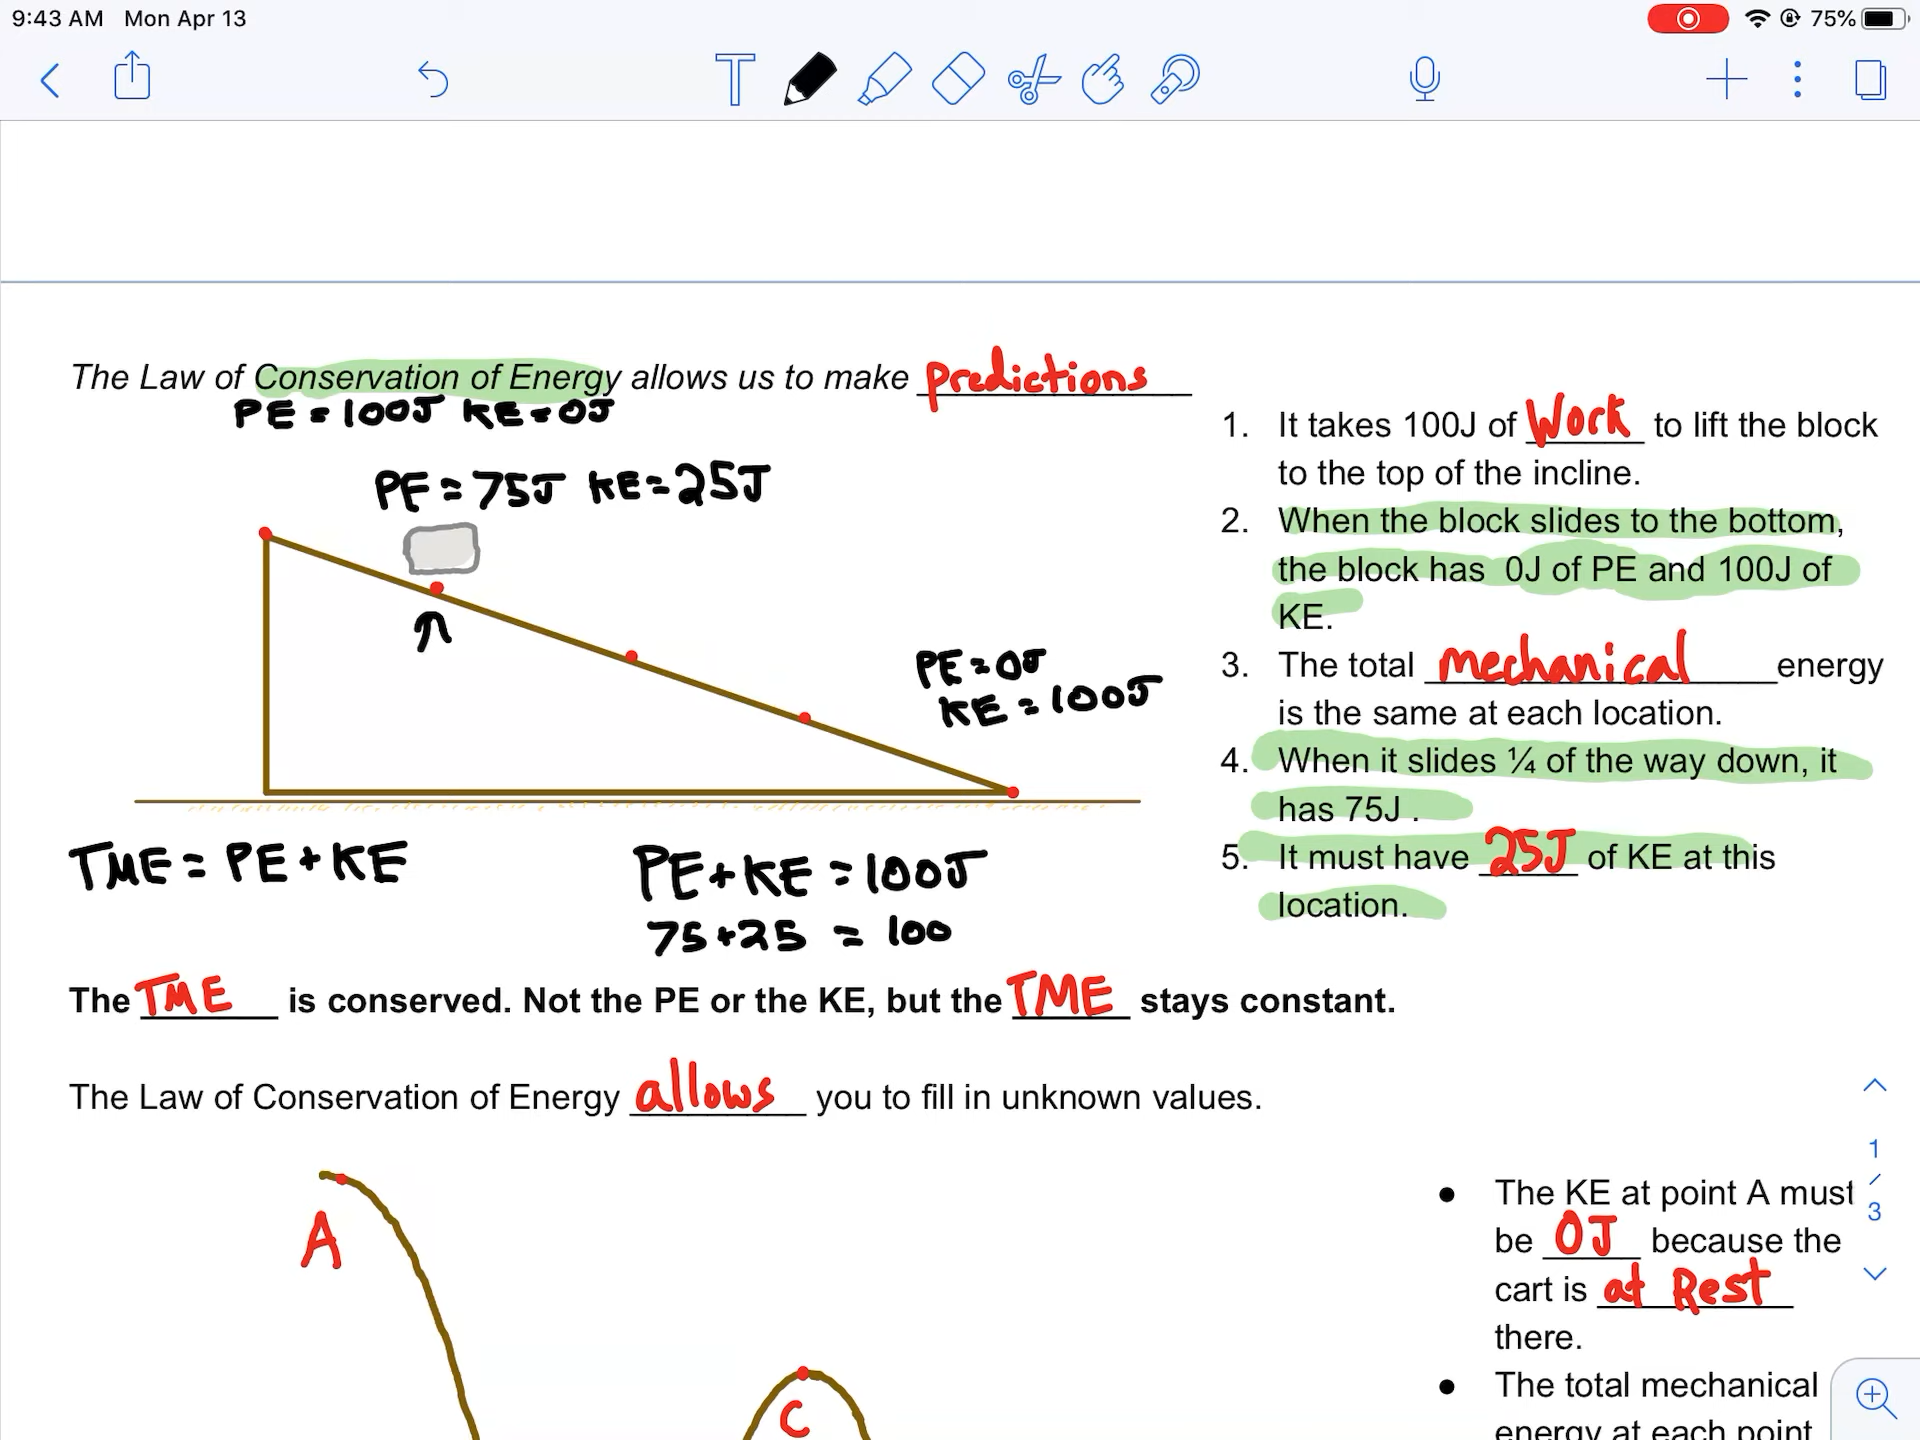 9:43 AM Mon Apr 13
75%
T
The Law of Conservation of Energy allows us to make predictions
PE = 100J KE = 0J
PE = 75J KE = 25J
PE = 0J
KE = 100J
TME = PE + KE
PE + KE = 100J
75 + 25 = 100
1. It takes 100J of Work to lift the block
to the top of the incline.
2. When the block slides to the bottom,
the block has 0J of PE and 100J of
KE.
3. The total mechanical energy
is the same at each location.
4. When it slides ¼ of the way down, it
has 75J .
5. It must have 25J of KE at this
location.
The TME is conserved. Not the PE or the KE, but the TME stays constant.
The Law of Conservation of Energy allows you to fill in unknown values.
A
C
• The KE at point A must
be 0J because the
cart is at Rest
there.
• The total mechanical
energy at each point
1
/
3